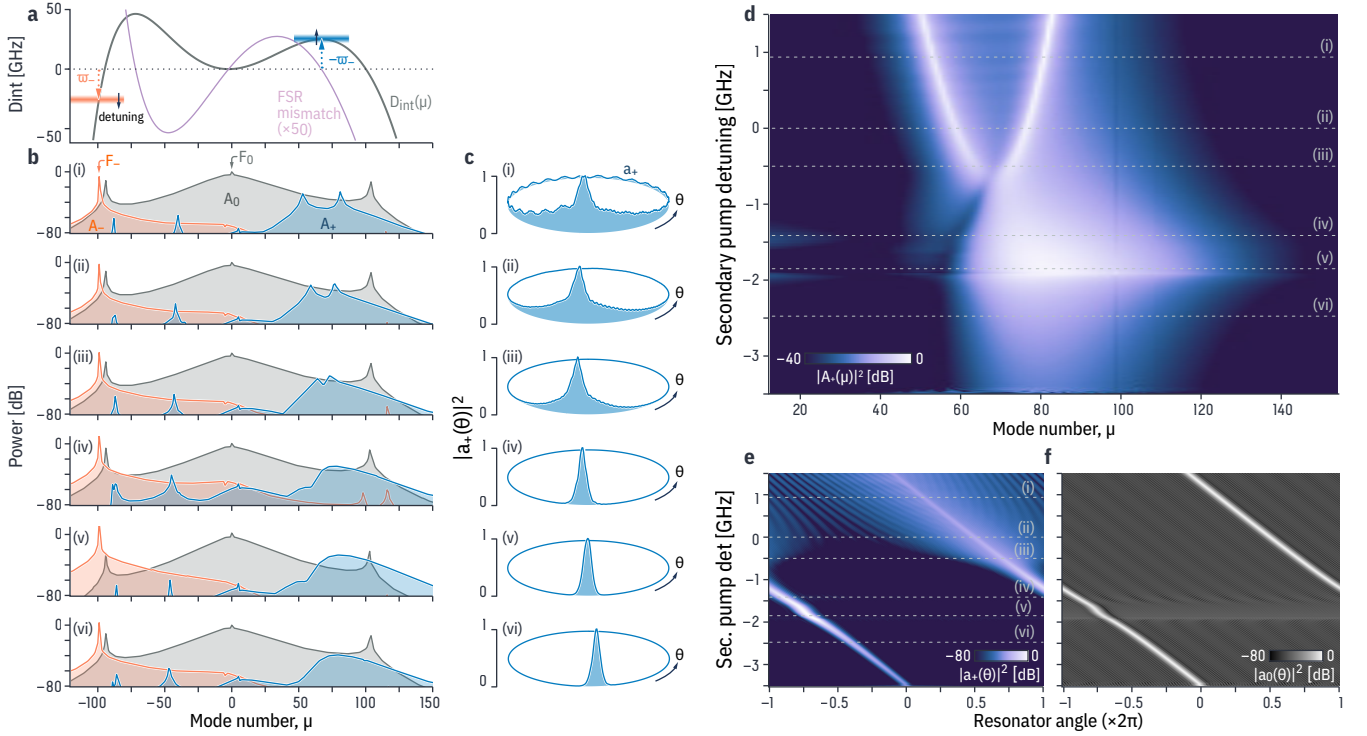 a
50
0
−50
Dint [GHz]
ϖ₋
detuning
−ϖ₋
FSR
mismatch
(×50)
D_int(μ)
b
F₋
F₀
(i)
0
−80
A₋
A₀
A₊
(ii)
0
−80
(iii)
0
−80
(iv)
0
−80
(v)
0
−80
(vi)
0
−80
Power [dB]
−100
−50
0
50
100
150
Mode number, μ
c
(i)
a₊
θ
1
0
(ii)
θ
1
0
(iii)
θ
1
0
(iv)
θ
1
0
(v)
θ
1
0
(vi)
θ
1
0
|a₊(θ)|²
d
1
0
−1
−2
−3
Secondary pump detuning [GHz]
(i)
(ii)
(iii)
(iv)
(v)
(vi)
−40
0
|A₊(μ)|² [dB]
20
40
60
80
100
120
140
Mode number, μ
e
1
0
−1
−2
−3
Sec. pump det [GHz]
(i)
(ii)
(iii)
(iv)
(v)
(vi)
−80
0
|a₊(θ)|² [dB]
−1
−0.5
0
0.5
1
f
(i)
(ii)
(iii)
(iv)
(v)
(vi)
−80
0
|a₀(θ)|² [dB]
−1
−0.5
0
0.5
1
Resonator angle (×2π)